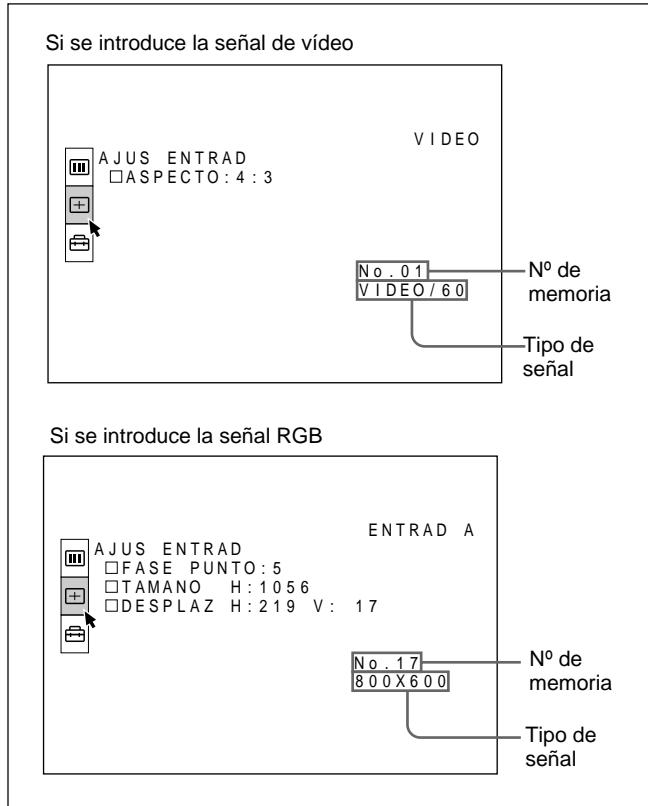 Si se introduce la señal de vídeo
VIDEO
AJUS ENTRAD
□ASPECTO:4:3
No.01
VIDEO/60
Nº de
memoria
Tipo de
señal
Si se introduce la señal RGB
ENTRAD A
AJUS ENTRAD
□FASE PUNTO:5
□TAMANO H:1056
□DESPLAZ H:219 V: 17
No.17
800X600
Nº de
memoria
Tipo de
señal